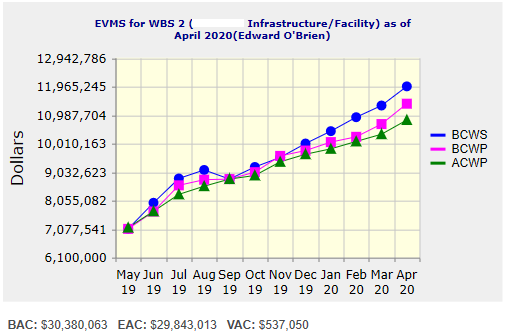 EVMS for WBS 2 ( Infrastructure/Facility) as of
April 2020(Edward O'Brien)
Dollars
12,942,786
11,965,245
10,987,704
10,010,163
9,032,623
8,055,082
7,077,541
6,100,000
May Jun Jul Aug Sep Oct Nov Dec Jan Feb Mar Apr
19 19 19 19 19 19 19 19 20 20 20 20
BCWS
BCWP
ACWP
BAC: $30,380,063 EAC: $29,843,013 VAC: $537,050